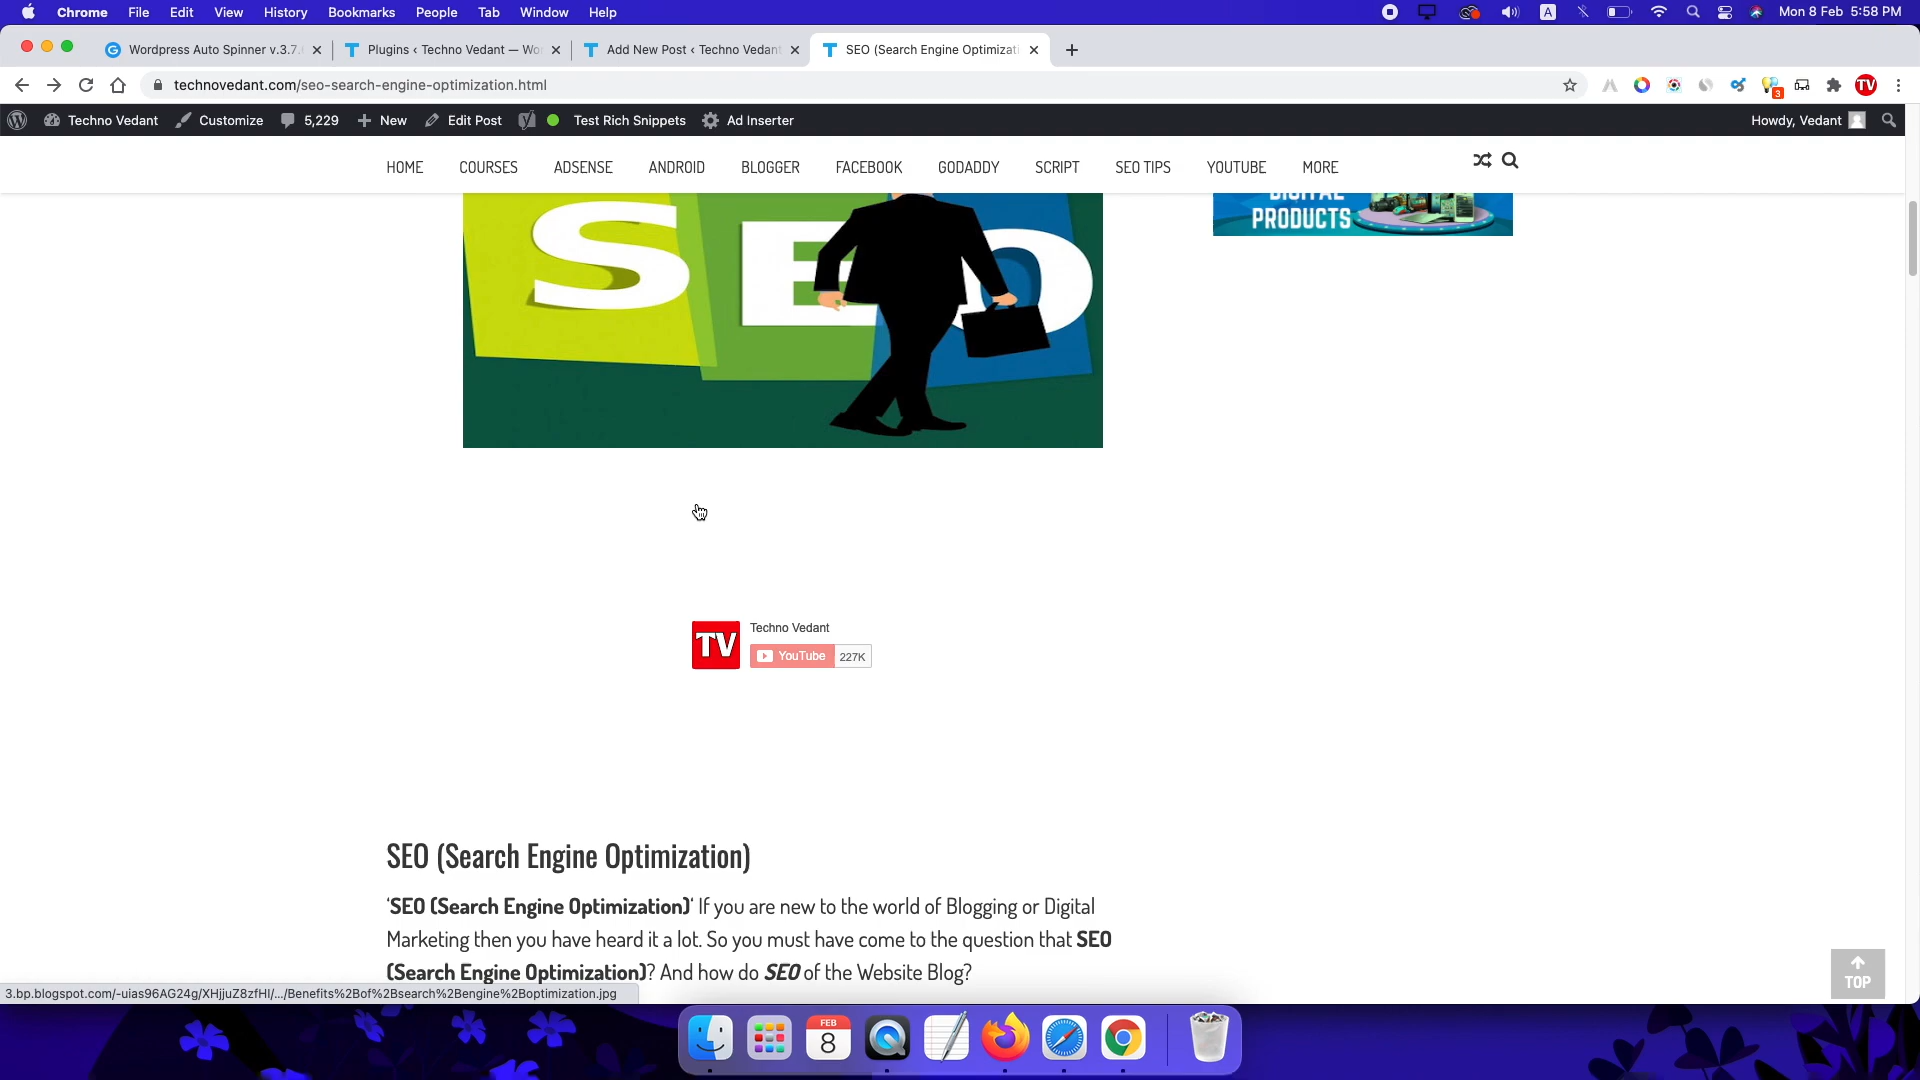 Chrome File Edit View History Bookmarks People Tab Window Help A Mon 8 Feb 5:58 PM
Wordpress Auto Spinner v.3.7. Plugins ‹ Techno Vedant — Wo Add New Post ‹ Techno Vedant SEO (Search Engine Optimizati
technovedant.com/seo-search-engine-optimization.html 3 TV
Techno Vedant Customize 5,229 New Edit Post Test Rich Snippets Ad Inserter Howdy, Vedant
HOME COURSES ADSENSE ANDROID BLOGGER FACEBOOK GODADDY SCRIPT SEO TIPS YOUTUBE MORE
DIGITAL
PRODUCTS
SEO
TV Techno Vedant
YouTube 227K
SEO (Search Engine Optimization)
‘SEO (Search Engine Optimization)‘ If you are new to the world of Blogging or Digital
Marketing then you have heard it a lot. So you must have come to the question that SEO
(Search Engine Optimization)? And how do SEO of the Website Blog?
TOP
3.bp.blogspot.com/-uias96AG24g/XHjjuZ8zfHI/.../Benefits%2Bof%2Bsearch%2Bengine%2Boptimization.jpg
FEB
8